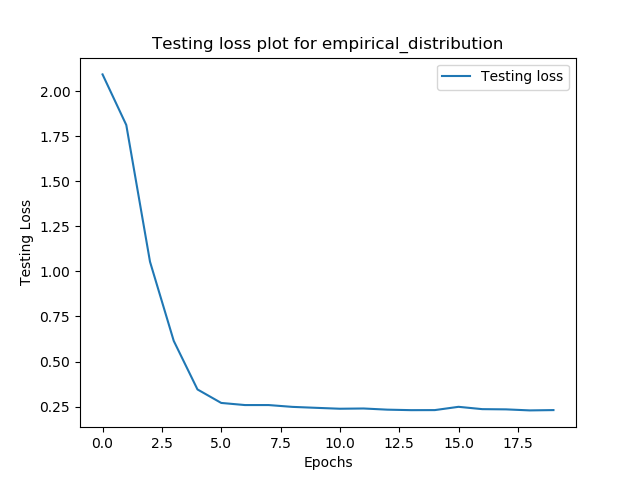 Testing loss plot for empirical_distribution
Testing loss
2.00
1.75
1.50
1.25
1.00
0.75
0.50
0.25
Testing Loss
0.0 2.5 5.0 7.5 10.0 12.5 15.0 17.5
Epochs